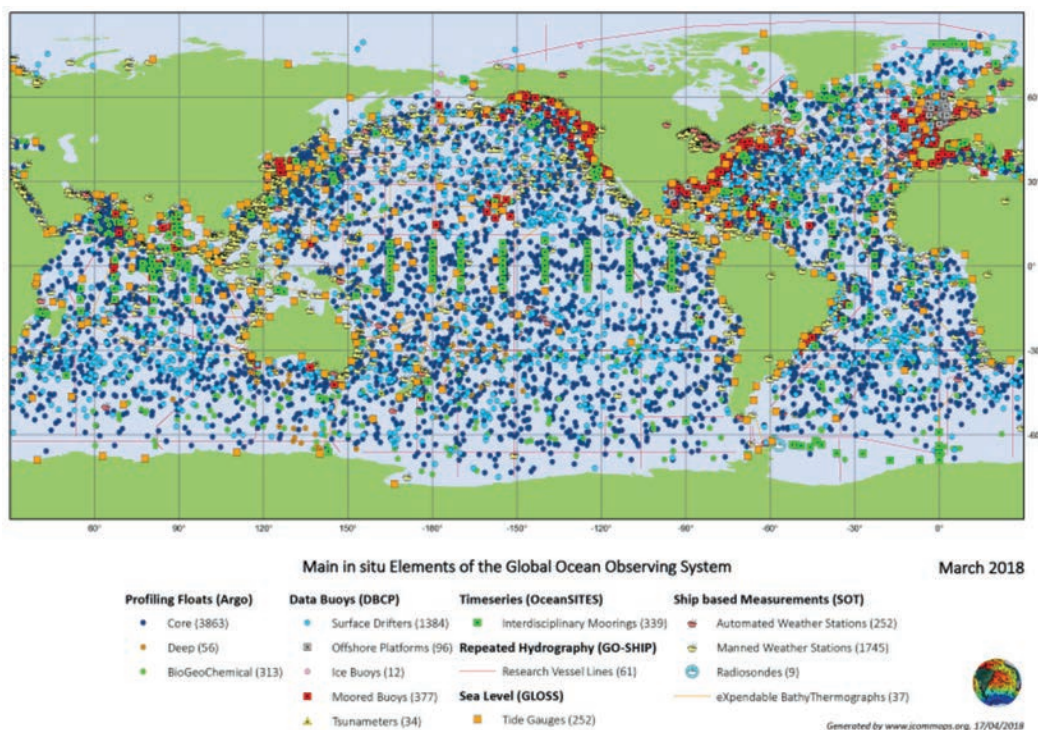 60°
30°
0°
-30°
-60°
60° 90° 120° 150° -180° -150° -120° -90° -60° -30° 0°
Main in situ Elements of the Global Ocean Observing System
March 2018
Profiling Floats (Argo)
Core (3863)
Deep (56)
BioGeoChemical (313)
Data Buoys (DBCP)
Surface Drifters (1384)
Offshore Platforms (96)
Ice Buoys (12)
Moored Buoys (377)
Tsunameters (34)
Timeseries (OceanSITES)
Interdisciplinary Moorings (339)
Repeated Hydrography (GO-SHIP)
Research Vessel Lines (61)
Sea Level (GLOSS)
Tide Gauges (252)
Ship based Measurements (SOT)
Automated Weather Stations (252)
Manned Weather Stations (1745)
Radiosondes (9)
eXpendable BathyThermographs (37)
Generated by www.jcommops.org, 17/04/2018